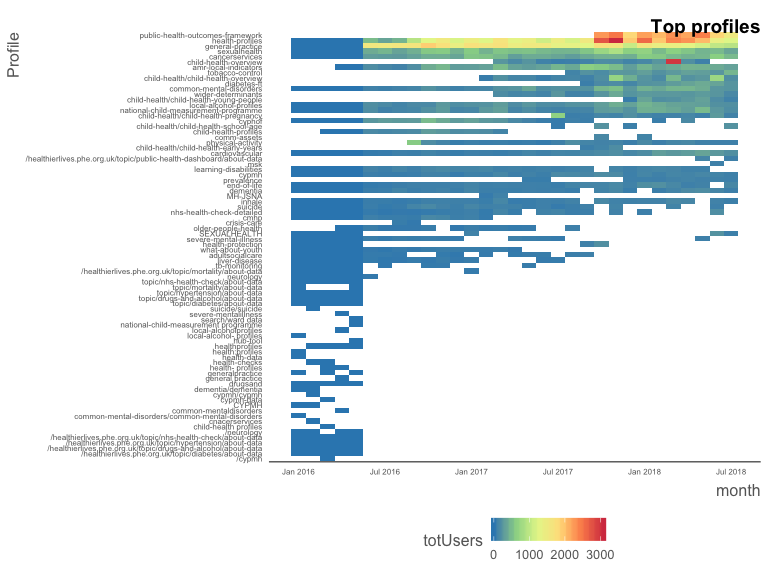 Top profiles
Profile
public-health-outcomes-framework
health-profiles
general-practice
sexualhealth
cancerservices
child-health-overview
amr-local-indicators
tobacco-control
child-health/child-health-overview
diabetes-ft
common-mental-disorders
wider-determinants
child-health/child-health-young-people
local-alcohol-profiles
national-child-measurement-programme
child-health/child-health-pregnancy
cyphof
child-health/child-health-school-age
child-health-profiles
comm-assets
physical-activity
child-health/child-health-early-years
cardiovascular
/healthierlives.phe.org.uk/topic/public-health-dashboard/about-data
msk
learning-disabilities
cypmh
prevalence
end-of-life
dementia
MH-JSNA
inhale
suicide
nhs-health-check-detailed
cmhp
crisis-care
older-people-health
SEXUALHEALTH
severe-mental-illness
health-protection
what-about-youth
adultsocialcare
liver-disease
tb-monitoring
/healthierlives.phe.org.uk/topic/mortality/about-data
neurology
topic/nhs-health-check/about-data
topic/mortality/about-data
topic/hypertension/about-data
topic/drugs-and-alcohol/about-data
topic/diabetes/about-data
suicide/suicide
severe-mentalillness
search/ward data
national-child-measurement programme
local-alcoholprofiles
local-alcohol- profiles
hub-tool
healthprofiles
health:profiles
health-data
health-checks
health- profiles
generalpractice
general practice
drugsand
dementia/dementia
cypmh/cypmh
cypmh-data
CYPMH
common-mentaldisorders
common-mental-disorders/common-mental-disorders
cnacerservices
child-health profiles
/neurology
/healthierlives.phe.org.uk/topic/nhs-health-check/about-data
/healthierlives.phe.org.uk/topic/hypertension/about-data
/healthierlives.phe.org.uk/topic/drugs-and-alcohol/about-data
/healthierlives.phe.org.uk/topic/diabetes/about-data
/cypmh
Jan 2016 Jul 2016 Jan 2017 Jul 2017 Jan 2018 Jul 2018
month
totUsers
0 1000 2000 3000